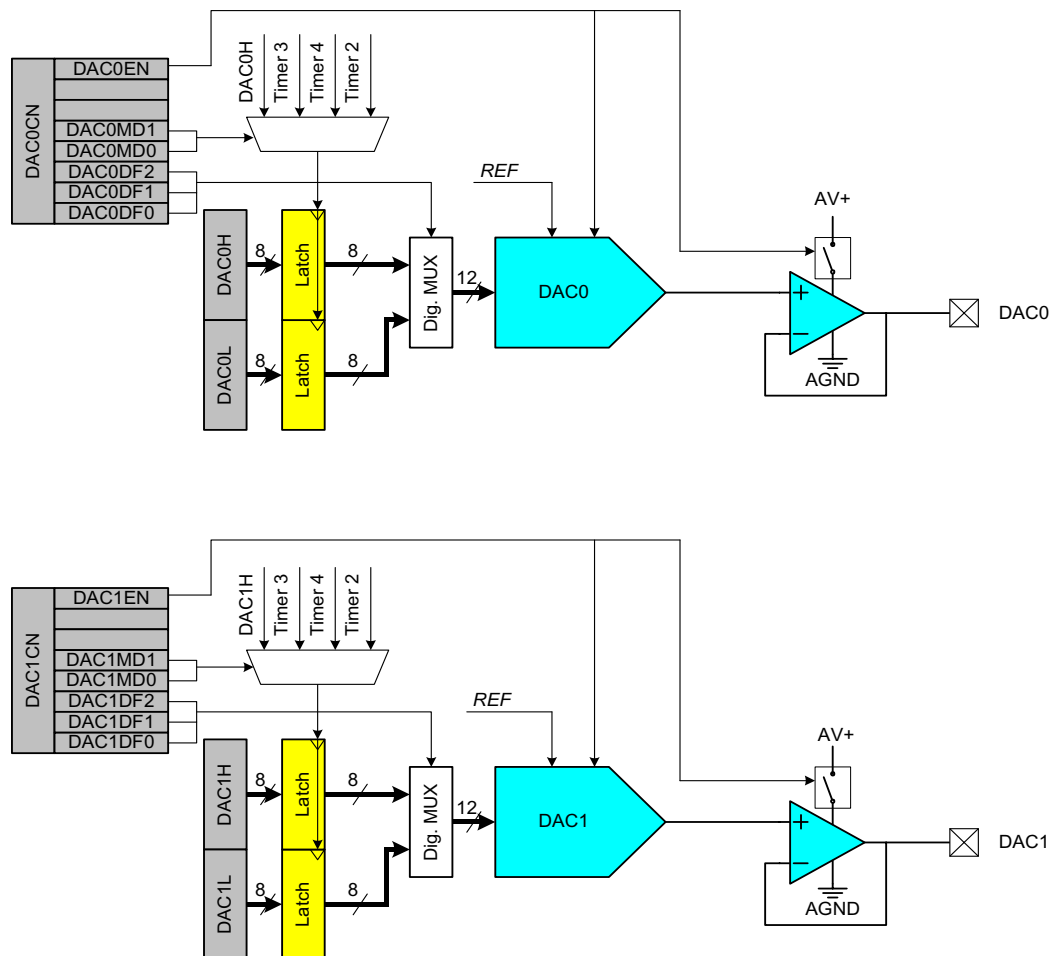 DAC0CN
DAC0EN
DAC0MD1
DAC0MD0
DAC0DF2
DAC0DF1
DAC0DF0
DAC0H
Timer 3
Timer 4
Timer 2
REF
AV+
DAC0H
8
Latch
8
Dig. MUX
12
DAC0
+
−
DAC0
AGND
DAC0L
8
Latch
8
DAC1CN
DAC1EN
DAC1MD1
DAC1MD0
DAC1DF2
DAC1DF1
DAC1DF0
DAC1H
Timer 3
Timer 4
Timer 2
REF
AV+
DAC1H
8
Latch
8
Dig. MUX
12
DAC1
+
−
DAC1
AGND
DAC1L
8
Latch
8